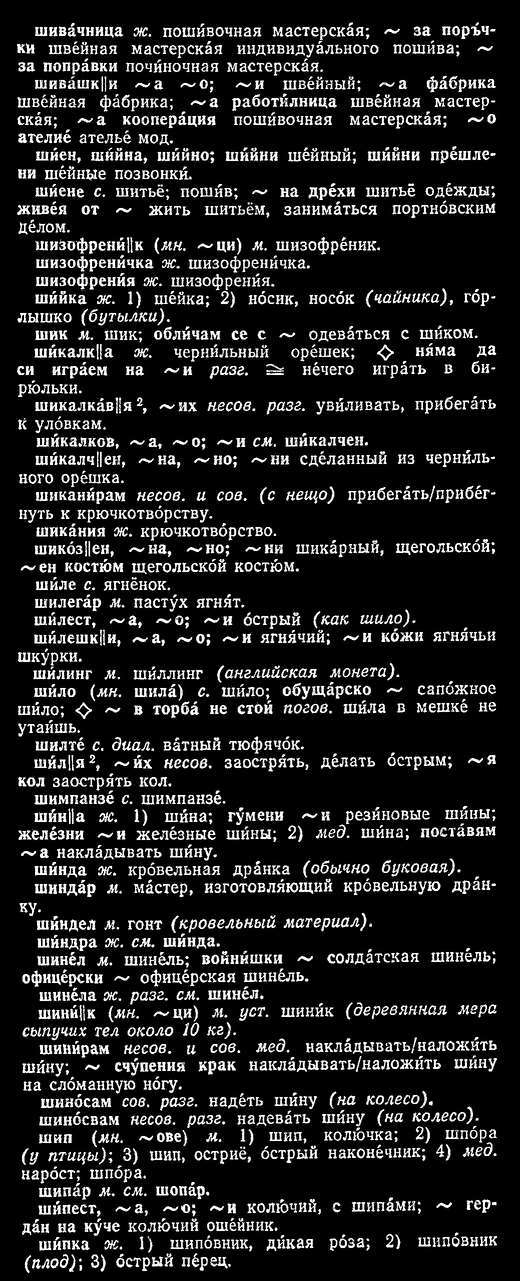 шива́чница ж. поши́вочная мастерска́я; ~ за поръ́ч-
ки шве́йная мастерска́я индивидуа́льного поши́ва; ~
за попра́вки почи́ночная мастерска́я.
шива́шк||и ~а ~о; ~и шве́йный; ~а фа́брика
шве́йная фа́брика; ~а работи́лница шве́йная мастер-
ска́я; ~а коопера́ция поши́вочная мастерска́я; ~о
ателие́ ателье́ мод.
ши́ен, ши́йна, ши́йно; ши́йни ше́йный; ши́йни пре́шле-
ни ше́йные позвонки́.
ши́ене с. шитьё; поши́в; ~ на дре́хи шитьё оде́жды;
живе́я от ~ жить шитьём, занима́ться портно́вским
де́лом.
шизофрени́||к (мн. ~ци) м. шизофре́ник.
шизофрени́чка ж. шизофрени́чка.
шизофрени́я ж. шизофрени́я.
ши́йка ж. 1) ше́йка; 2) но́сик, носо́к (чайника), го́р-
лышко (бутылки).
шик м. шик; обли́чам се с ~ одева́ться с ши́ком.
ши́калк||а ж. черни́льный оре́шек; ◇ ня́ма да
си игра́ем на ~и разг. ≅ не́чего игра́ть в би-
рю́льки.
шикалка́в||я², ~их несов. разг. уви́ливать, прибега́ть
к уло́вкам.
ши́калков, ~а, ~о; ~и см. ши́калчен.
ши́калч||ен, ~на, ~но; ~ни сде́ланный из черни́ль-
ного оре́шка.
шикани́рам несов. и сов. (с нещо) прибега́ть/прибе́г-
нуть к крючкотво́рству.
шика́ния ж. крючкотво́рство.
шико́з||ен, ~на, ~но; ~ни шика́рный, щегольско́й;
~ен костю́м щегольско́й костю́м.
ши́ле с. ягнёнок.
шилега́р м. пасту́х ягня́т.
ши́лест, ~а, ~о; ~и о́стрый (как шило).
ши́лешк||и, ~а, ~о; ~и ягня́чий; ~и ко́жи ягня́чьи
шку́рки.
ши́линг м. ши́ллинг (английская монета).
ши́ло (мн. шила́) с. ши́ло; обуща́рско ~ сапо́жное
ши́ло; ◇ ~ в торба́ не стои́ погов. ши́ла в мешке́ не
утаи́шь.
шилте́ с. диал. ва́тный тюфячо́к.
ши́л||я², ~и́х несов. заостря́ть, де́лать о́стрым; ~я
кол заостря́ть кол.
шимпанзе́ с. шимпанзе́.
ши́н||а ж. 1) ши́на; гу́мени ~и рези́новые ши́ны;
желе́зни ~и желе́зные ши́ны; 2) мед. ши́на; поста́вям
~а накла́дывать ши́ну.
ши́нда ж. кро́вельная дра́нка (обычно буковая).
шинда́р м. ма́стер, изготовля́ющий кро́вельную дра́н-
ку.
ши́ндел м. гонт (кровельный материал).
ши́ндра ж. см. ши́нда.
шине́л м. шине́ль; войни́шки ~ солда́тская шине́ль;
офице́рски ~ офице́рская шине́ль.
шине́ла ж. разг. см. шине́л.
шини́||к (мн. ~ци) м. уст. шини́к (деревянная мера
сыпучих тел около 10 кг).
шини́рам несов. и сов. мед. накла́дывать/наложи́ть
ши́ну; ~ счу́пения крак накла́дывать/наложи́ть ши́ну
на сло́манную но́гу.
шино́сам сов. разг. наде́ть ши́ну (на колесо).
шино́свам несов. разг. надева́ть ши́ну (на колесо).
шип (мн. ~ове) м. 1) шип, колю́чка; 2) шпо́ра
(у птицы); 3) шип, остриё, о́стрый наконе́чник; 4) мед.
наро́ст; шпо́ра.
шипа́р м. см. шопа́р.
ши́пест, ~а, ~о; ~и колю́чий, с шипа́ми; ~ гер-
да́н на ку́че колю́чий оше́йник.
ши́пка ж. 1) шипо́вник, ди́кая ро́за; 2) шипо́вник
(плод); 3) о́стрый пе́рец.